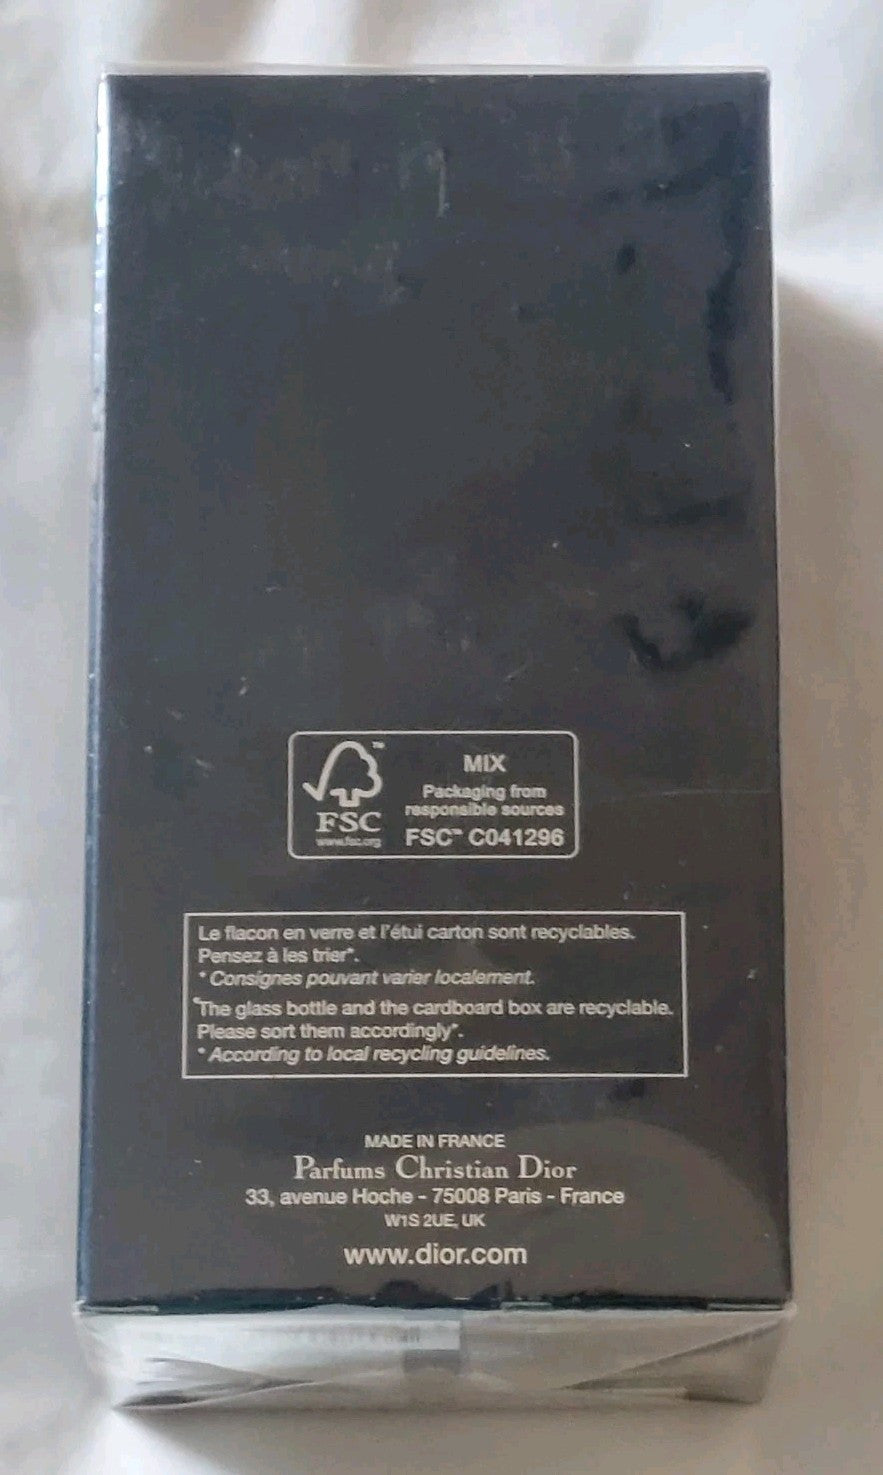 ™
FSC
www.fsc.org
MIX
Packaging from
responsible sources
FSC™ C041296
Le flacon en verre et l'étui carton sont recyclables.
Pensez à les trier*.
* Consignes pouvant varier localement.
The glass bottle and the cardboard box are recyclable.
Please sort them accordingly*.
* According to local recycling guidelines.
MADE IN FRANCE
Parfums Christian Dior
33, avenue Hoche - 75008 Paris - France
W1S 2UE, UK
www.dior.com